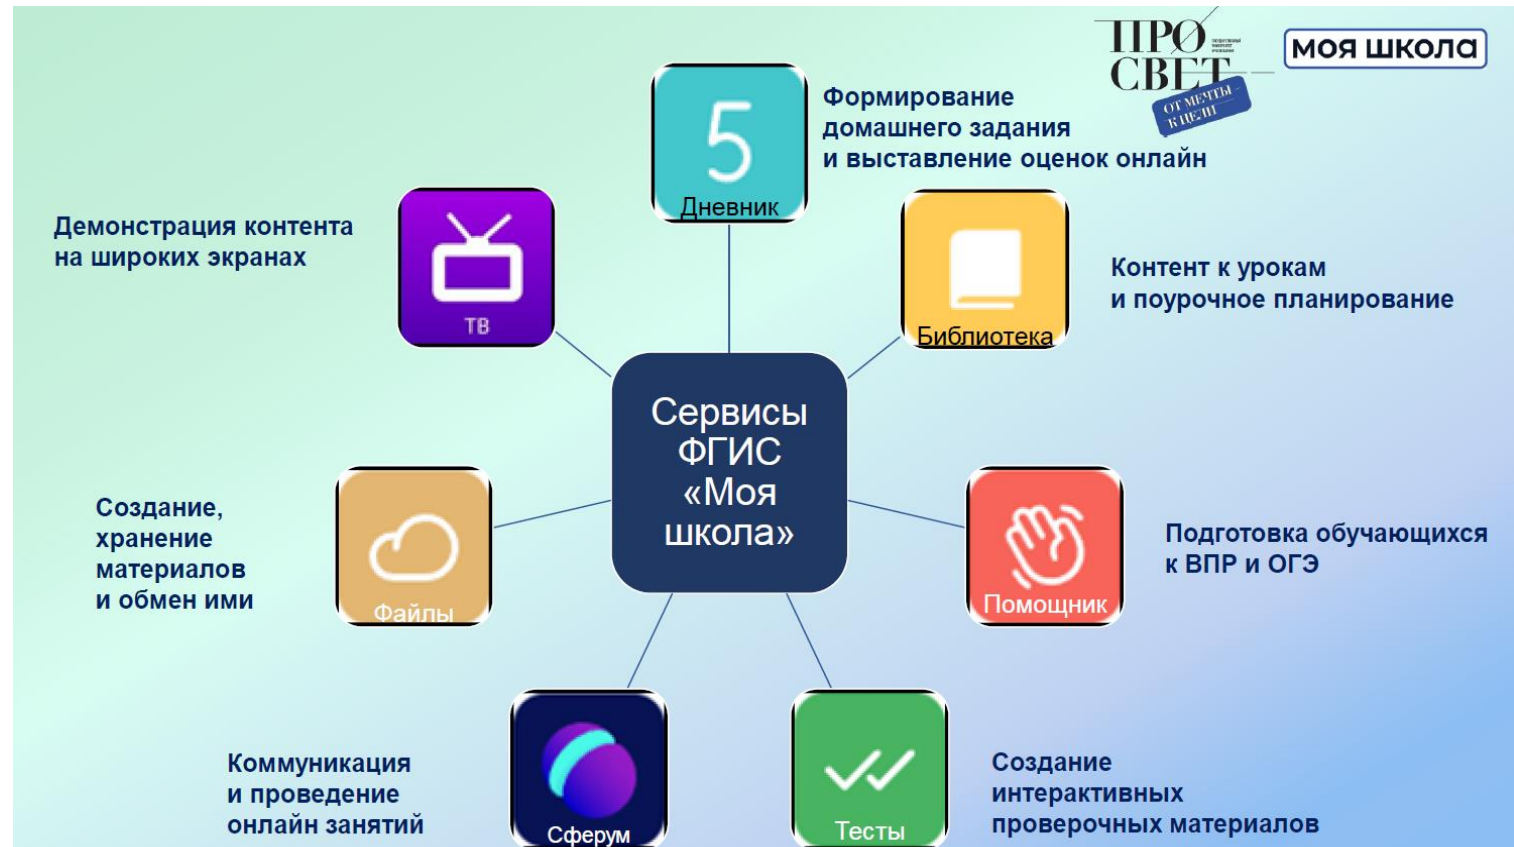 ПРО
СВЕТ
ОТ МЕЧТЫ
К ЦЕЛИ
МОЯ ШКОЛА
5
Дневник
Формирование
домашнего задания
и выставление оценок онлайн
Демонстрация контента
на широких экранах
ТВ
Библиотека
Контент к урокам
и поурочное планирование
Сервисы
ФГИС
«Моя
школа»
Создание,
хранение
материалов
и обмен ими
Файлы
Помощник
Подготовка обучающихся
к ВПР и ОГЭ
Коммуникация
и проведение
онлайн занятий
Сферум
Тесты
Создание
интерактивных
проверочных материалов